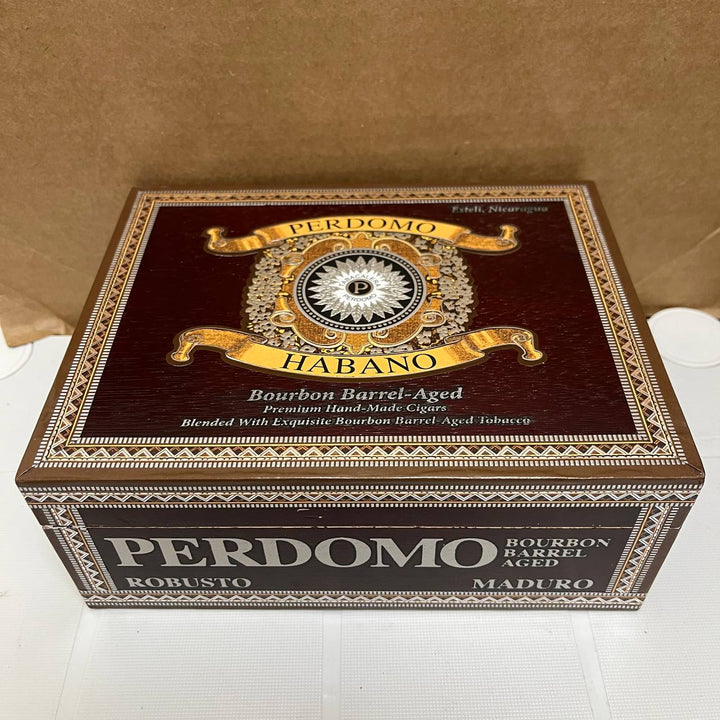 Estelí, Nicaragua
PERDOMO
P
PERDOMO
HABANO
Bourbon Barrel-Aged
Premium Hand-Made Cigars
Blended With Exquisite Bourbon Barrel-Aged Tobacco
PERDOMO
BOURBON
BARREL
AGED
ROBUSTO
MADURO